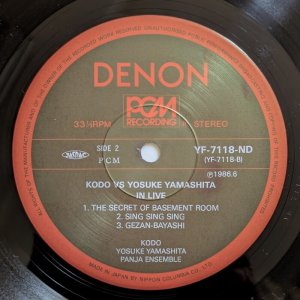 DENON
PCM
RECORDING
33⅓RPM
STEREO
SIDE 2
PCM
YF-7118-ND
(YF-7118-B)
Ⓟ1986.6
KODO VS YOSUKE YAMASHITA
IN LIVE
1. THE SECRET OF BASEMENT ROOM
2. SING SING SING
3. GEZAN-BAYASHI
KODO
YOSUKE YAMASHITA
PANJA ENSEMBLE
MADE IN JAPAN BY NIPPON COLUMBIA CO., LTD.